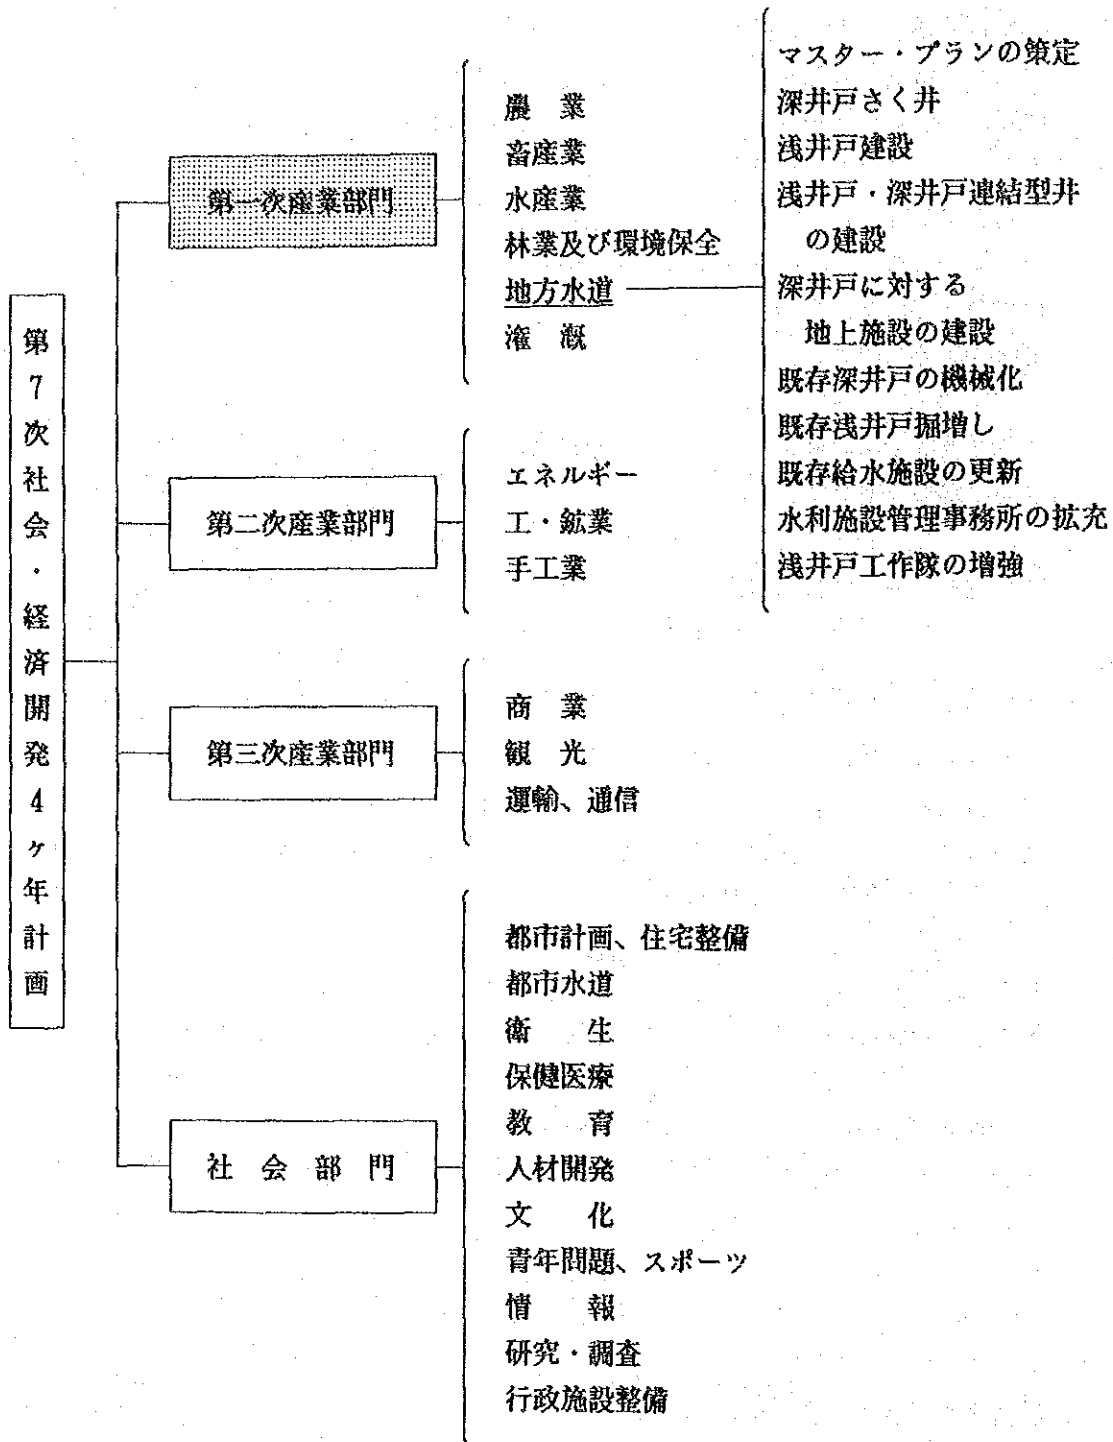 第7次社会・経済開発4ヶ年計画
第一次産業部門
農　業
畜産業
水産業
林業及び環境保全
地方水道
灌　漑
マスター・プランの策定
深井戸さく井
浅井戸建設
浅井戸・深井戸連結型井
の建設
深井戸に対する
地上施設の建設
既存深井戸の機械化
既存浅井戸掘増し
既存給水施設の更新
水利施設管理事務所の拡充
浅井戸工作隊の増強
第二次産業部門
エネルギー
工・鉱業
手工業
第三次産業部門
商　業
観　光
運輸、通信
社　会　部　門
都市計画、住宅整備
都市水道
衛　　生
保健医療
教　　育
人材開発
文　　化
青年問題、スポーツ
情　　報
研究・調査
行政施設整備